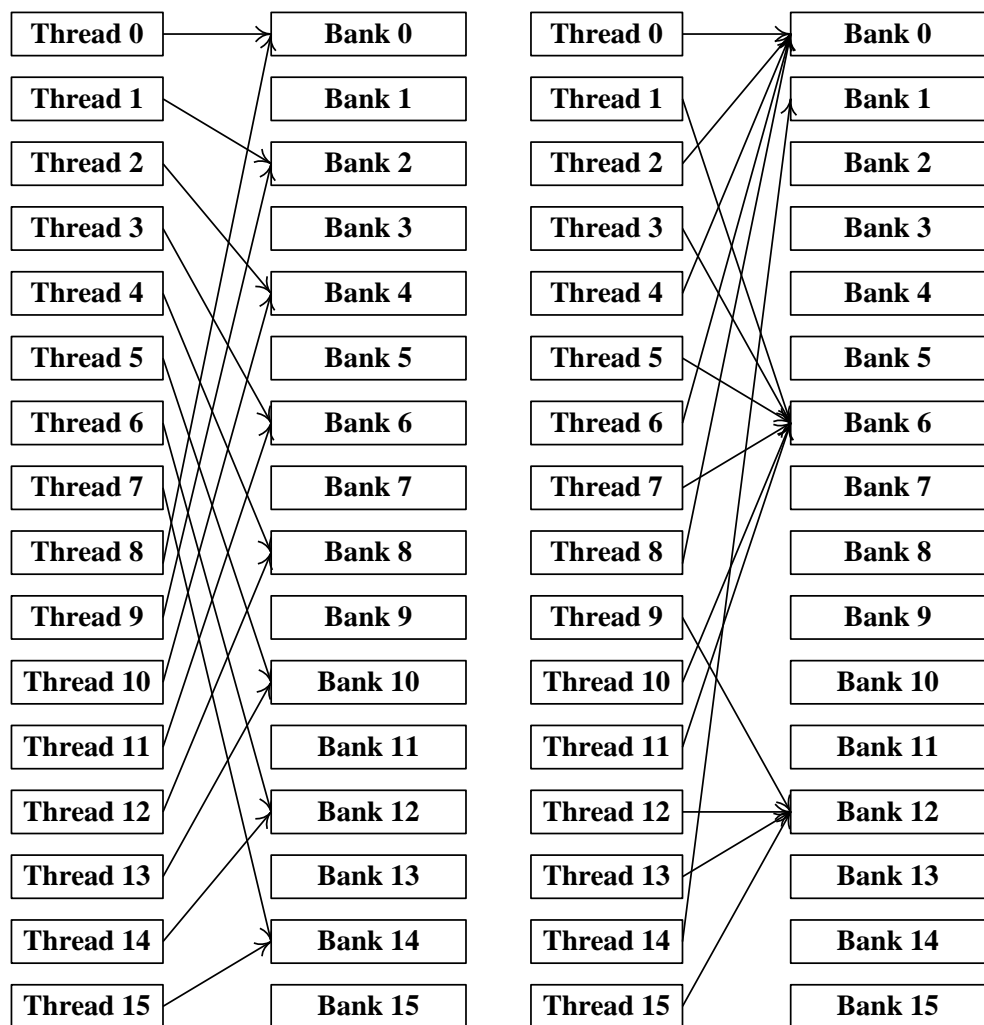 Thread 0 Bank 0 Thread 0 Bank 0
Thread 1 Bank 1 Thread 1 Bank 1
Thread 2 Bank 2 Thread 2 Bank 2
Thread 3 Bank 3 Thread 3 Bank 3
Thread 4 Bank 4 Thread 4 Bank 4
Thread 5 Bank 5 Thread 5 Bank 5
Thread 6 Bank 6 Thread 6 Bank 6
Thread 7 Bank 7 Thread 7 Bank 7
Thread 8 Bank 8 Thread 8 Bank 8
Thread 9 Bank 9 Thread 9 Bank 9
Thread 10 Bank 10 Thread 10 Bank 10
Thread 11 Bank 11 Thread 11 Bank 11
Thread 12 Bank 12 Thread 12 Bank 12
Thread 13 Bank 13 Thread 13 Bank 13
Thread 14 Bank 14 Thread 14 Bank 14
Thread 15 Bank 15 Thread 15 Bank 15